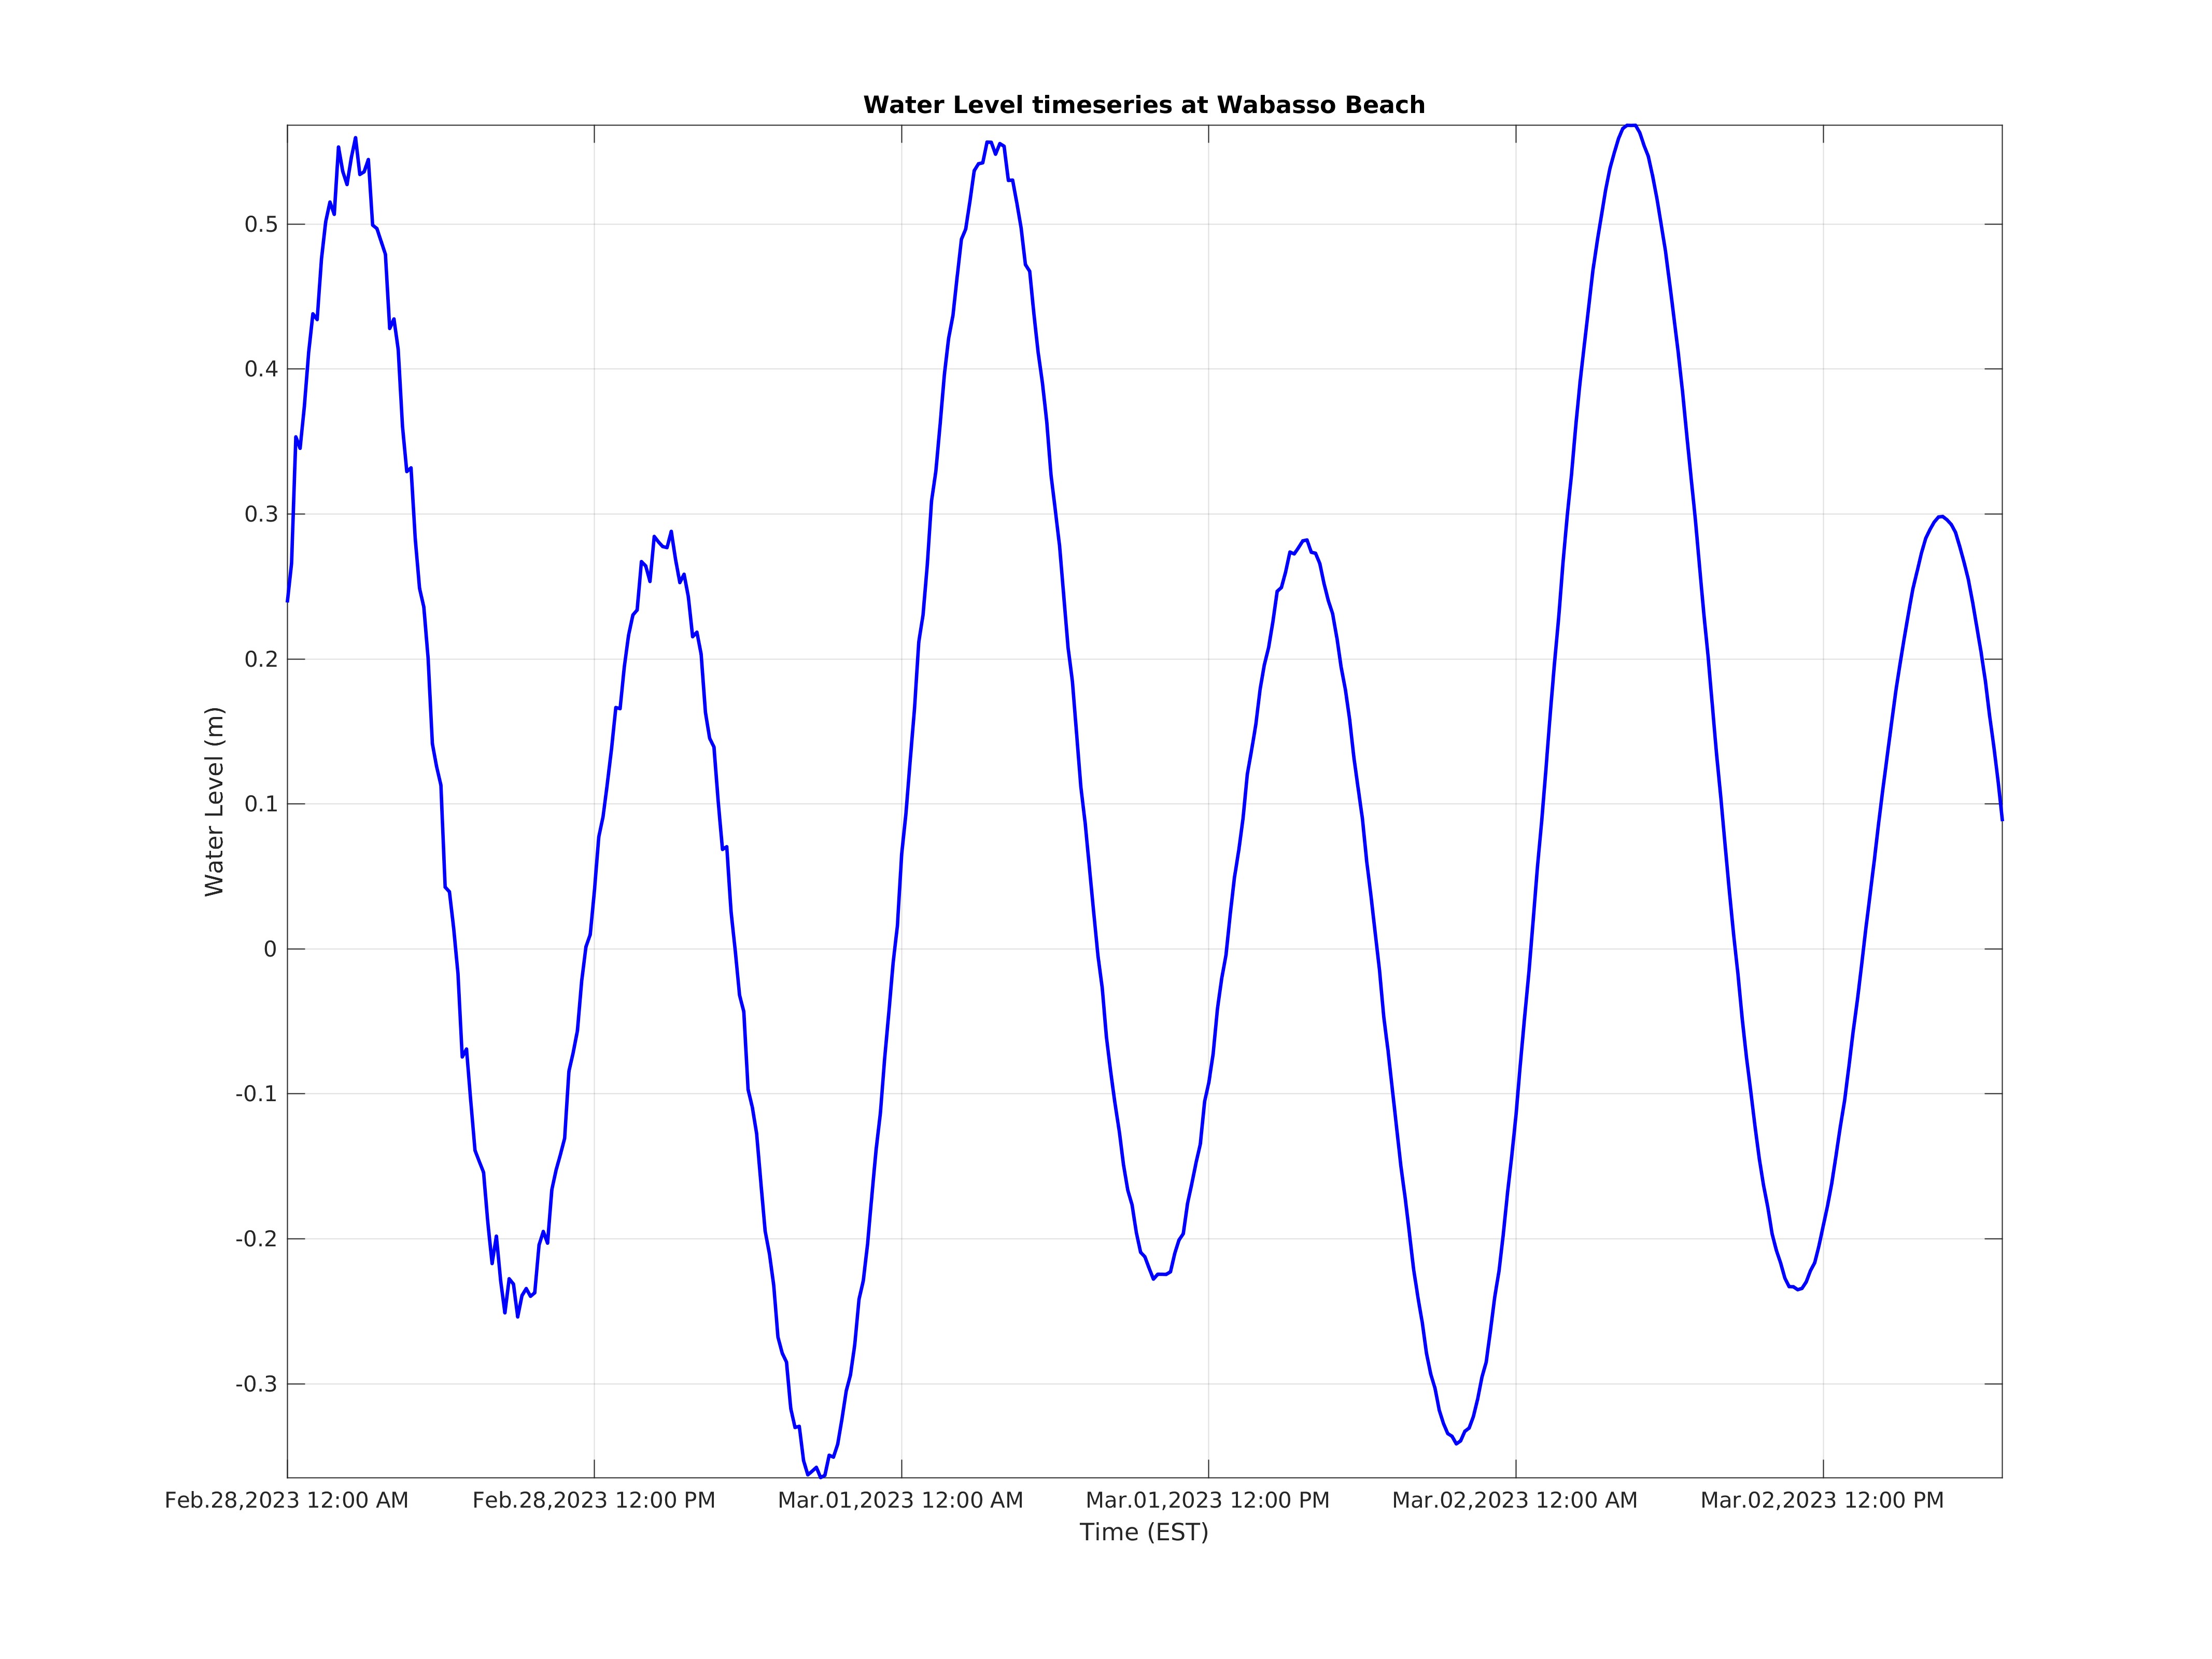 Water Level timeseries at Wabasso Beach
0.5
0.4
0.3
0.2
0.1
0
-0.1
-0.2
-0.3
Water Level (m)
Feb.28,2023 12:00 AM Feb.28,2023 12:00 PM Mar.01,2023 12:00 AM Mar.01,2023 12:00 PM Mar.02,2023 12:00 AM Mar.02,2023 12:00 PM
Time (EST)